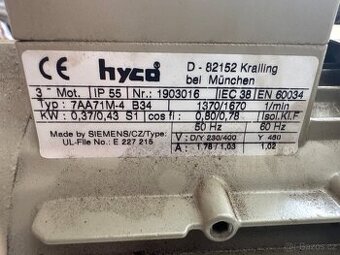 CE hyco D - 82152 Krailing
bei München
3~ Mot. IP 55 Nr.: 1903016 IEC 38 EN 60034
Typ : 7AA71M-4 B34 1370/1670 1/min
KW : 0,37/0,43 S1 cos fi : 0,80/0,78 Isol.Kl.F
50 Hz 60 Hz
Made by SIEMENS/CZ/Type: V : D/Y 230/400 Y 460
UL-File No.: E 227 215 A : 1,78 / 1,03 1,02